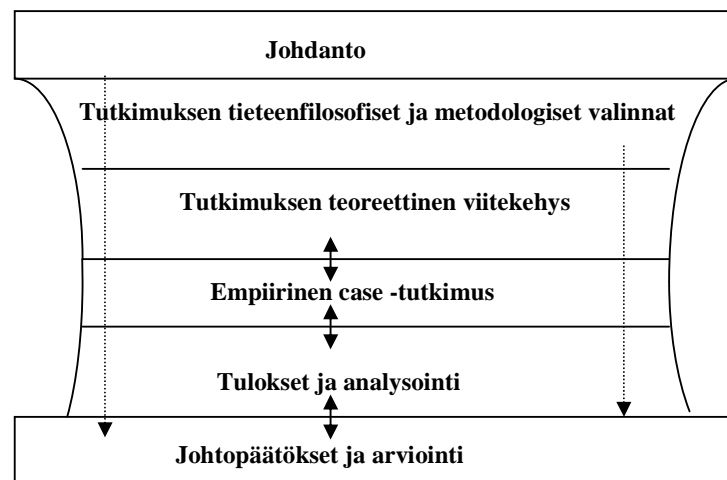 Johdanto
Tutkimuksen tieteenfilosofiset ja metodologiset valinnat
Tutkimuksen teoreettinen viitekehys
Empiirinen case -tutkimus
Tulokset ja analysointi
Johtopäätökset ja arviointi